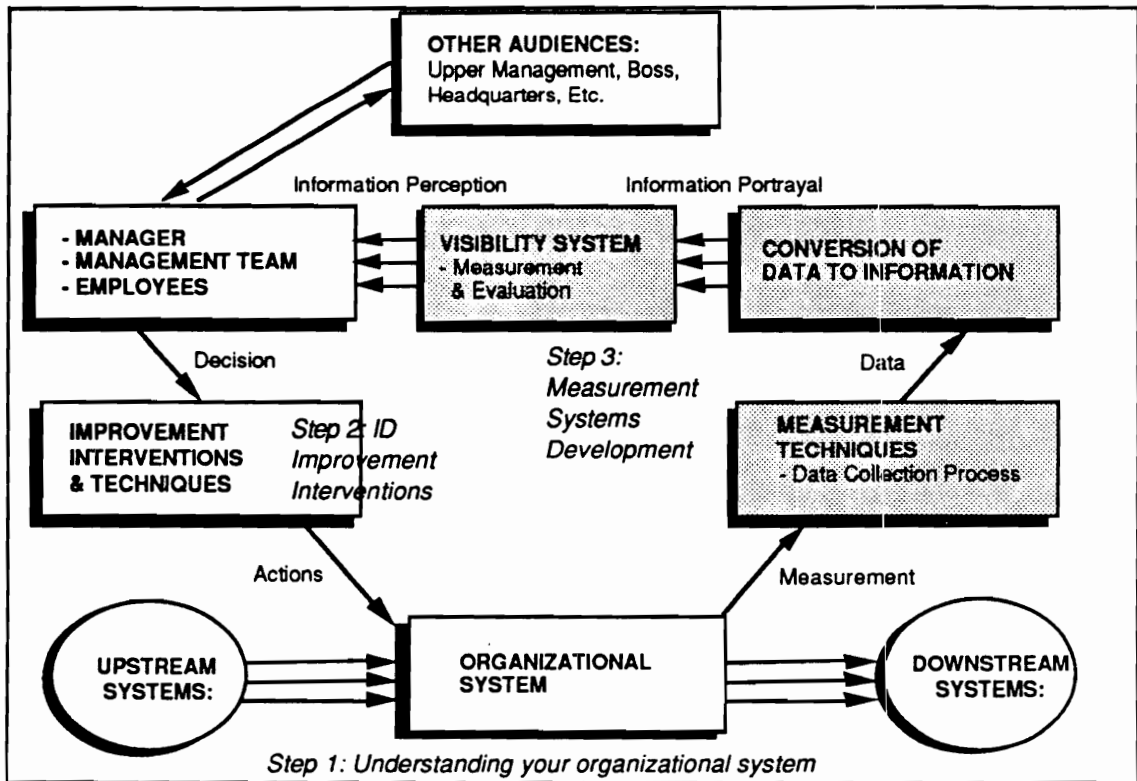 OTHER AUDIENCES:
Upper Management, Boss,
Headquarters, Etc.
Information Perception
Information Portrayal
- MANAGER
- MANAGEMENT TEAM
- EMPLOYEES
VISIBILITY SYSTEM
- Measurement
& Evaluation
CONVERSION OF
DATA TO INFORMATION
Decision
Step 3:
Measurement
Systems
Development
Data
IMPROVEMENT
INTERVENTIONS
& TECHNIQUES
Step 2: ID
Improvement
Interventions
MEASUREMENT
TECHNIQUES
- Data Collection Process
Actions
Measurement
UPSTREAM
SYSTEMS:
ORGANIZATIONAL
SYSTEM
DOWNSTREAM
SYSTEMS:
Step 1: Understanding your organizational system